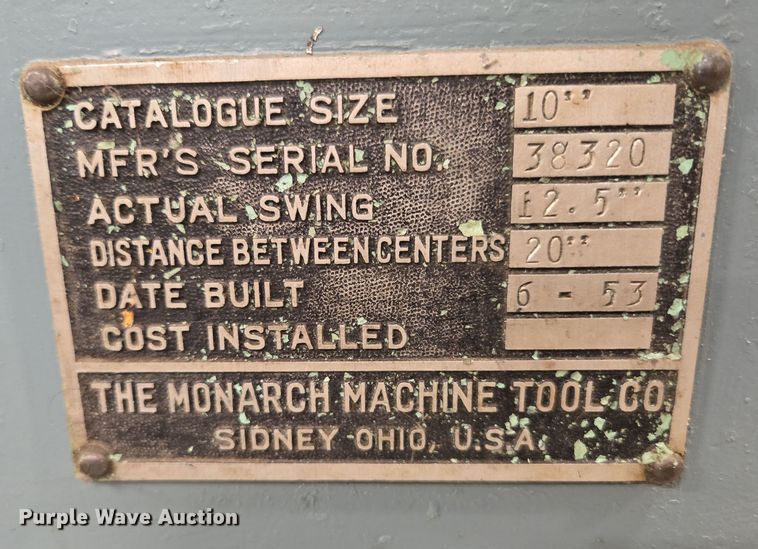 CATALOGUE SIZE 10''
MFR'S SERIAL NO. 38320
ACTUAL SWING 12.5''
DISTANCE BETWEEN CENTERS 20''
DATE BUILT 6 - 53
COST INSTALLED
THE MONARCH MACHINE TOOL CO.
SIDNEY OHIO, U.S.A.
Purple Wave Auction